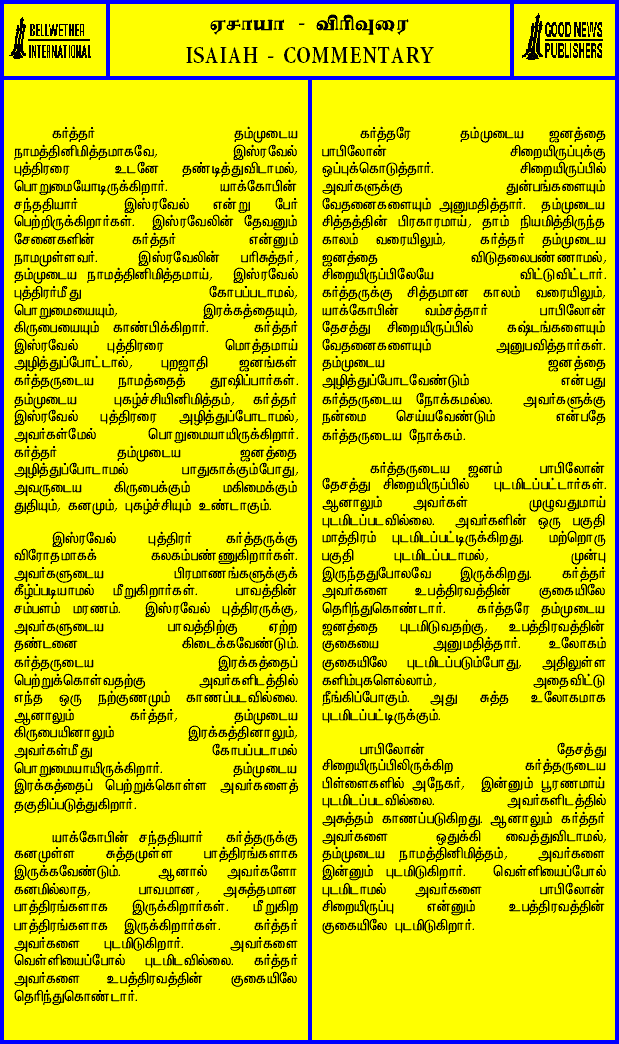 BELLWETHER
INTERNATIONAL
ஏசாயா - விரிவுரை
ISAIAH - COMMENTARY
GOOD NEWS
PUBLISHERS
கர்த்தர் தம்முடைய
நாமத்தினிமித்தமாகவே, இஸ்ரவேல்
புத்திரரை உடனே தண்டித்துவிடாமல்,
பொறுமையோடிருக்கிறார். யாக்கோபின்
சந்ததியார் இஸ்ரவேல் என்று பேர்
பெற்றிருக்கிறார்கள். இஸ்ரவேலின் தேவனும்
சேனைகளின் கர்த்தர் என்னும்
நாமமுள்ளவர். இஸ்ரவேலின் பரிசுத்தர்,
தம்முடைய நாமத்தினிமித்தமாய், இஸ்ரவேல்
புத்திரர்மீது கோபப்படாமல்,
பொறுமையையும், இரக்கத்தையும்,
கிருபையையும் காண்பிக்கிறார். கர்த்தர்
இஸ்ரவேல் புத்திரரை மொத்தமாய்
அழித்துப்போட்டால், புறஜாதி ஜனங்கள்
கர்த்தருடைய நாமத்தைத் தூஷிப்பார்கள்.
தம்முடைய புகழ்ச்சியினிமித்தம், கர்த்தர்
இஸ்ரவேல் புத்திரரை அழித்துப்போடாமல்,
அவர்கள்மேல் பொறுமையாயிருக்கிறார்.
கர்த்தர் தம்முடைய ஜனத்தை
அழித்துப்போடாமல் பாதுகாக்கும்போது,
அவருடைய கிருபைக்கும் மகிமைக்கும்
துதியும், கனமும், புகழ்ச்சியும் உண்டாகும்.
இஸ்ரவேல் புத்திரர் கர்த்தருக்கு
விரோதமாகக் கலகம்பண்ணுகிறார்கள்.
அவர்களுடைய பிரமாணங்களுக்குக்
கீழ்ப்படியாமல் மீறுகிறார்கள். பாவத்தின்
சம்பளம் மரணம். இஸ்ரவேல் புத்திரருக்கு,
அவர்களுடைய பாவத்திற்கு ஏற்ற
தண்டனை கிடைக்கவேண்டும்.
கர்த்தருடைய இரக்கத்தைப்
பெற்றுக்கொள்வதற்கு அவர்களிடத்தில்
எந்த ஒரு நற்குணமும் காணப்படவில்லை.
ஆனாலும் கர்த்தர், தம்முடைய
கிருபையினாலும் இரக்கத்தினாலும்,
அவர்கள்மீது கோபப்படாமல்
பொறுமையாயிருக்கிறார். தம்முடைய
இரக்கத்தைப் பெற்றுக்கொள்ள அவர்களைத்
தகுதிப்படுத்துகிறார்.
யாக்கோபின் சந்ததியார் கர்த்தருக்கு
கனமுள்ள சுத்தமுள்ள பாத்திரங்களாக
இருக்கவேண்டும். ஆனால் அவர்களோ
கனமில்லாத, பாவமான, அசுத்தமான
பாத்திரங்களாக இருக்கிறார்கள். மீறுகிற
பாத்திரங்களாக இருக்கிறார்கள். கர்த்தர்
அவர்களை புடமிடுகிறார். அவர்களை
வெள்ளியைப்போல் புடமிடவில்லை. கர்த்தர்
அவர்களை உபத்திரவத்தின் குகையிலே
தெரிந்துகொண்டார்.
கர்த்தரே தம்முடைய ஜனத்தை
பாபிலோன் சிறையிருப்புக்கு
ஒப்புக்கொடுத்தார். சிறையிருப்பில்
அவர்களுக்கு துன்பங்களையும்
வேதனைகளையும் அனுமதித்தார். தம்முடைய
சித்தத்தின் பிரகாரமாய், தாம் நியமித்திருந்த
காலம் வரையிலும், கர்த்தர் தம்முடைய
ஜனத்தை விடுதலைபண்ணாமல்,
சிறையிருப்பிலேயே விட்டுவிட்டார்.
கர்த்தருக்கு சித்தமான காலம் வரையிலும்,
யாக்கோபின் வம்சத்தார் பாபிலோன்
தேசத்து சிறையிருப்பில் கஷ்டங்களையும்
வேதனைகளையும் அனுபவித்தார்கள்.
தம்முடைய ஜனத்தை
அழித்துப்போடவேண்டும் என்பது
கர்த்தருடைய நோக்கமல்ல. அவர்களுக்கு
நன்மை செய்யவேண்டும் என்பதே
கர்த்தருடைய நோக்கம்.
கர்த்தருடைய ஜனம் பாபிலோன்
தேசத்து சிறையிருப்பில் புடமிடப்பட்டார்கள்.
ஆனாலும் அவர்கள் முழுவதுமாய்
புடமிடப்படவில்லை. அவர்களின் ஒரு பகுதி
மாத்திரம் புடமிடப்பட்டிருக்கிறது. மற்றொரு
பகுதி புடமிடப்படாமல், முன்பு
இருந்ததுபோலவே இருக்கிறது. கர்த்தர்
அவர்களை உபத்திரவத்தின் குகையிலே
தெரிந்துகொண்டார். கர்த்தரே தம்முடைய
ஜனத்தை புடமிடுவதற்கு, உபத்திரவத்தின்
குகையை அனுமதித்தார். உலோகம்
குகையிலே புடமிடப்படும்போது, அதிலுள்ள
களிம்புகளெல்லாம், அதைவிட்டு
நீங்கிப்போகும். அது சுத்த உலோகமாக
புடமிடப்பட்டிருக்கும்.
பாபிலோன் தேசத்து
சிறையிருப்பிலிருக்கிற கர்த்தருடைய
பிள்ளைகளில் அநேகர், இன்னும் பூரணமாய்
புடமிடப்படவில்லை. அவர்களிடத்தில்
அசுத்தம் காணப்படுகிறது. ஆனாலும் கர்த்தர்
அவர்களை ஒதுக்கி வைத்துவிடாமல்,
தம்முடைய நாமத்தினிமித்தம், அவர்களை
இன்னும் புடமிடுகிறார். வெள்ளியைப்போல்
புடமிடாமல் அவர்களை பாபிலோன்
சிறையிருப்பு என்னும் உபத்திரவத்தின்
குகையிலே புடமிடுகிறார்.